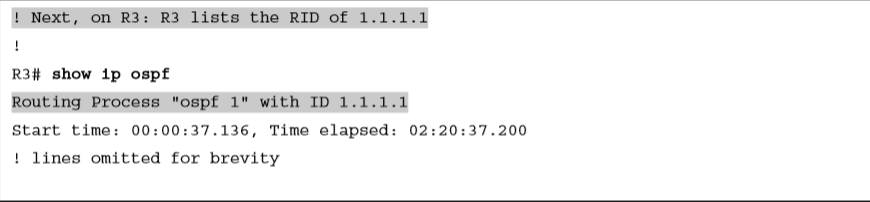 ! Next, on R3: R3 lists the RID of 1.1.1.1
!
R3# show ip ospf
Routing Process "ospf 1" with ID 1.1.1.1
Start time: 00:00:37.136, Time elapsed: 02:20:37.200
! lines omitted for brevity